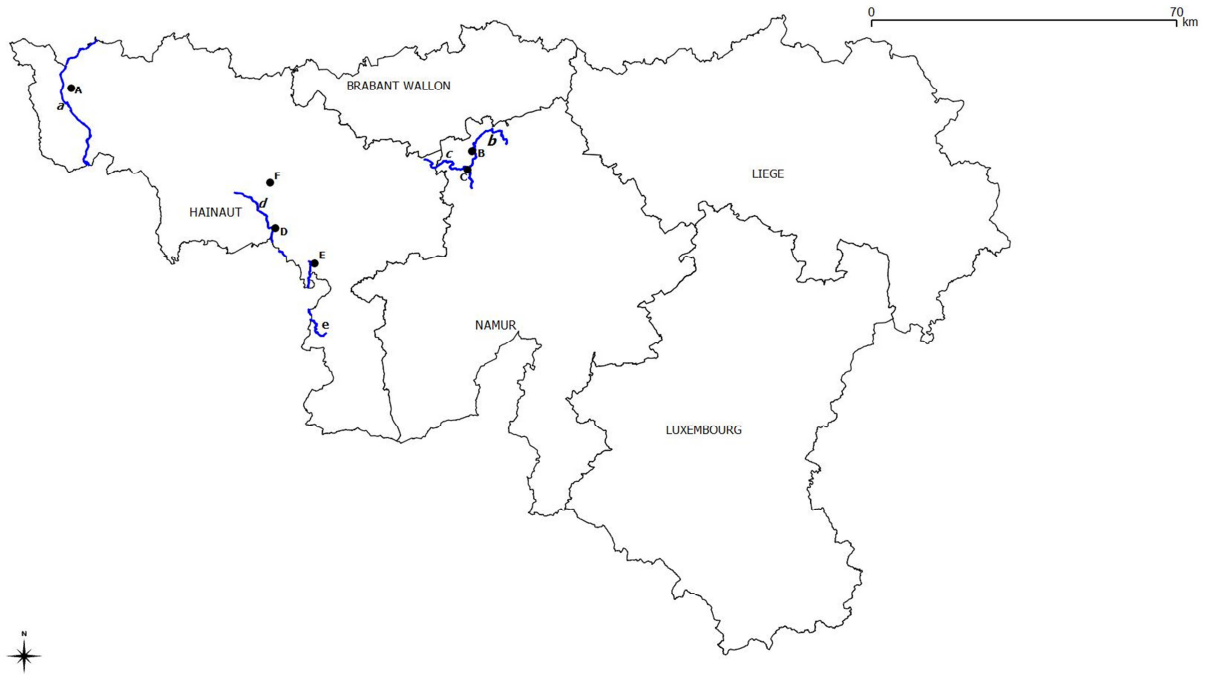 0 70
km
BRABANT WALLON
A
a
b
c
B
C
LIEGE
F
d
HAINAUT
D
E
NAMUR
e
LUXEMBOURG
N